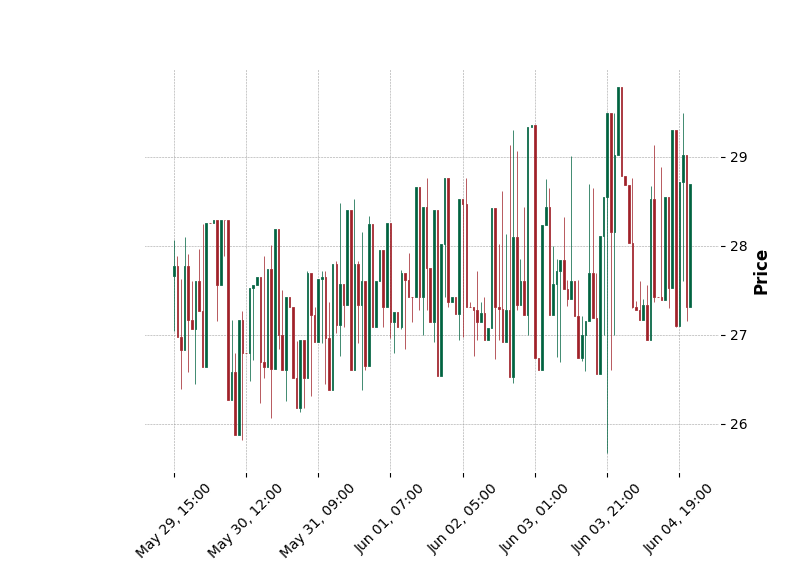 29
28
27
26
Price
May 29, 15:00
May 30, 12:00
May 31, 09:00
Jun 01, 07:00
Jun 02, 05:00
Jun 03, 01:00
Jun 03, 21:00
Jun 04, 19:00